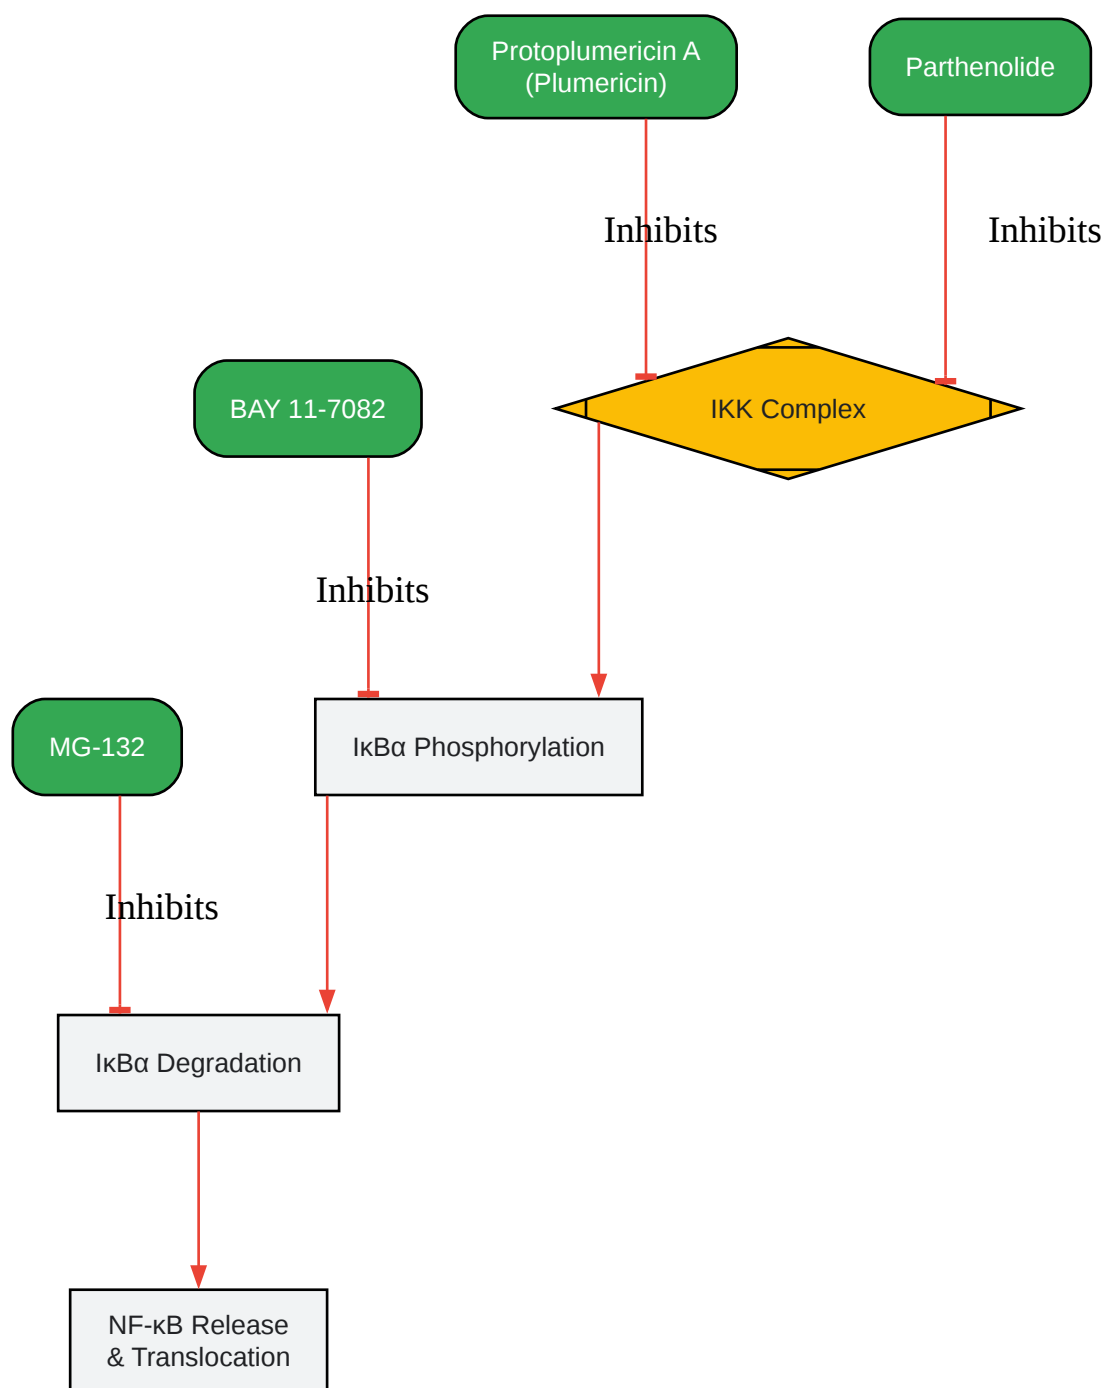 Protoplumericin A
(Plumericin)
Parthenolide
Inhibits
Inhibits
BAY 11-7082
IKK Complex
Inhibits
MG-132
IκBα Phosphorylation
Inhibits
IκBα Degradation
NF-κB Release
& Translocation